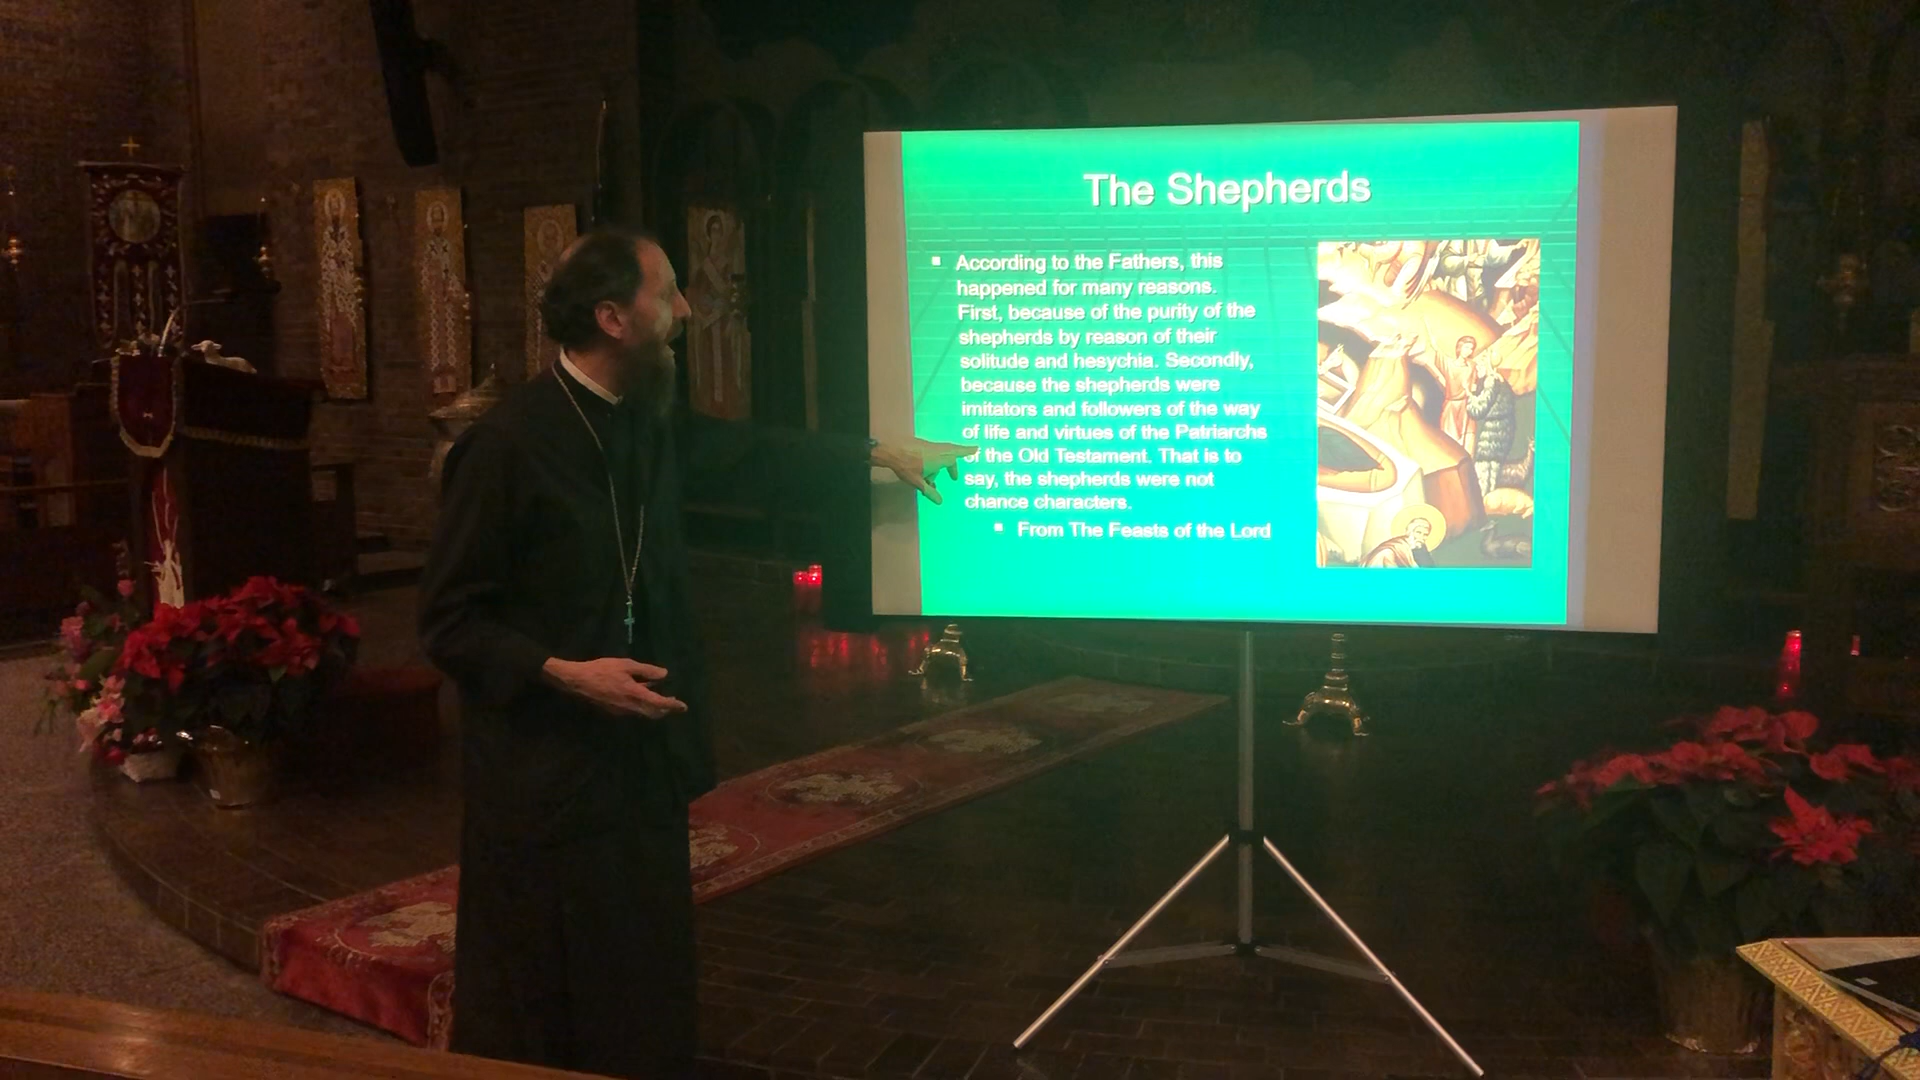 The Shepherds
According to the Fathers, this
happened for many reasons.
First, because of the purity of the
shepherds by reason of their
solitude and hesychia. Secondly,
because the shepherds were
imitators and followers of the way
of life and virtues of the Patriarchs
of the Old Testament. That is to
say, the shepherds were not
chance characters.
From The Feasts of the Lord